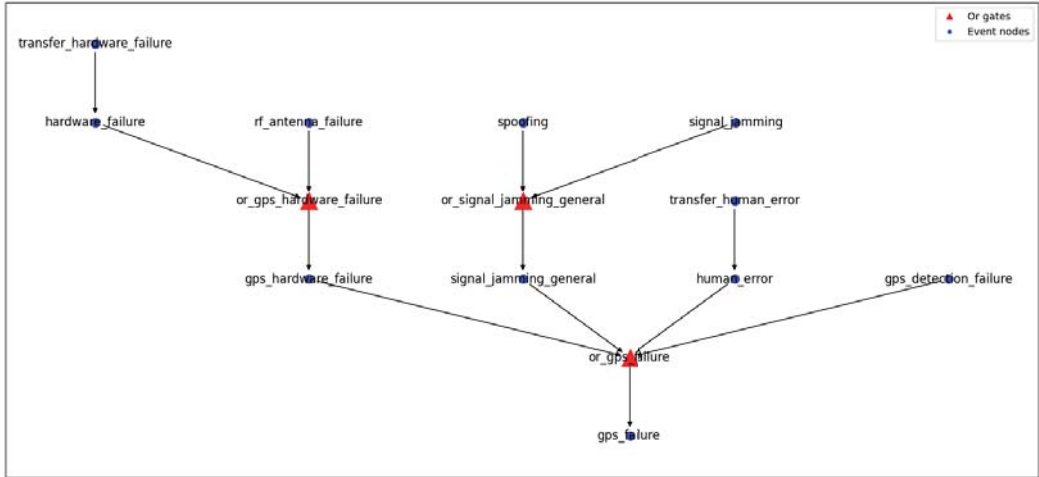 Or gates
Event nodes
transfer_hardware_failure
hardware_failure
rf_antenna_failure
spoofing
signal_jamming
or_gps_hardware_failure
or_signal_jamming_general
transfer_human_error
gps_hardware_failure
signal_jamming_general
human_error
gps_detection_failure
or_gps_failure
gps_failure